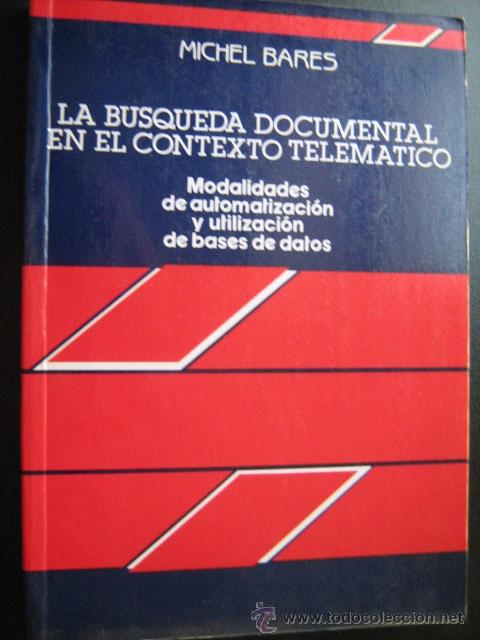 MICHEL BARES
LA BUSQUEDA DOCUMENTAL
EN EL CONTEXTO TELEMATICO
Modalidades
de automatización
y utilización
de bases de datos
www.todocoleccion.net